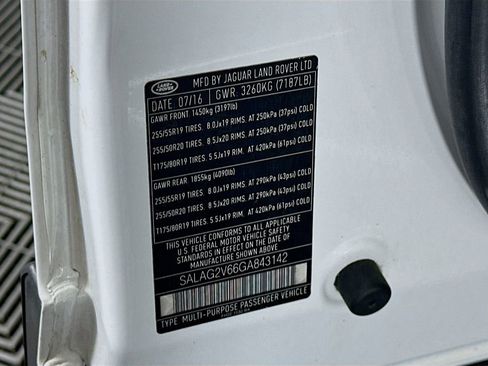 LAND ROVER
MFD BY JAGUAR LAND ROVER LTD
DATE 07/16 GWR 3260KG (7187LB)
GAWR FRONT 1450kg (3197lb)
255/55R19 TIRES. 8.0Jx19 RIMS. AT 250kPa (37psi) COLD
255/50R20 TIRES. 8.5Jx20 RIMS. AT 250kPa (37psi) COLD
T175/80R19 TIRES. 5.5Jx19 RIM. AT 420kPa (61psi) COLD
GAWR REAR 1855kg (4090lb)
255/55R19 TIRES. 8.0Jx19 RIMS. AT 290kPa (43psi) COLD
255/50R20 TIRES. 8.5Jx20 RIMS. AT 290kPa (43psi) COLD
T175/80R19 TIRES. 5.5Jx19 RIM. AT 420kPa (61psi) COLD
THIS VEHICLE CONFORMS TO ALL APPLICABLE
U.S. FEDERAL MOTOR VEHICLE SAFETY
STANDARDS IN EFFECT ON THE DATE OF
MANUFACTURE SHOWN ABOVE
SALAG2V66GA843142
TYPE MULTI-PURPOSE PASSENGER VEHICLE